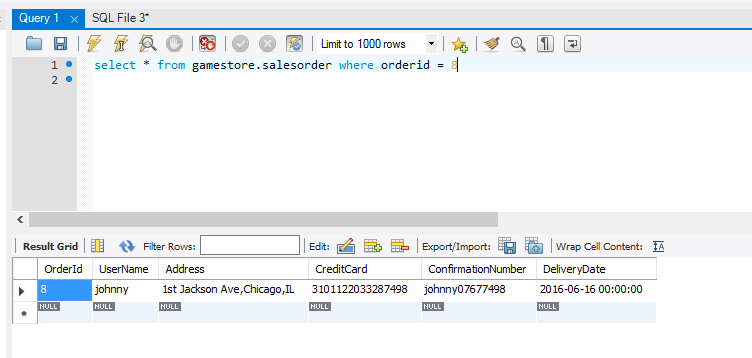 Query 1
SQL File 3*
Limit to 1000 rows
1 select * from gamestore.salesorder where orderid = 8
2
Result Grid Filter Rows: Edit: Export/Import: Wrap Cell Content:
OrderId UserName Address CreditCard ConfirmationNumber DeliveryDate
8 johnny 1st Jackson Ave,Chicago,IL 3101122033287498 johnny07677498 2016-06-16 00:00:00
NULL NULL NULL NULL NULL NULL